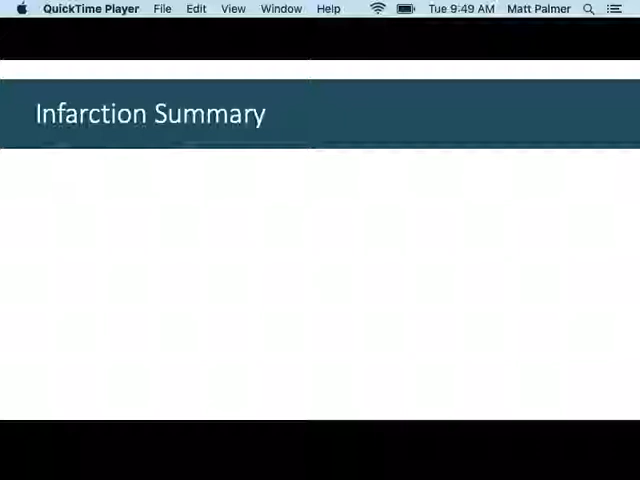 QuickTime Player File Edit View Window Help Tue 9:49 AM Matt Palmer
Infarction Summary